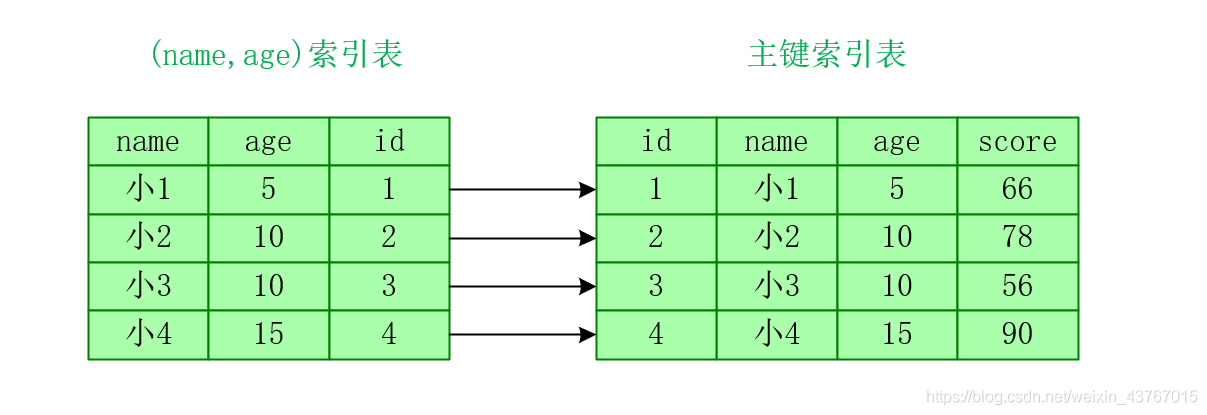 (name,age)索引表 主键索引表
name age id id name age score
小1 5 1 1 小1 5 66
小2 10 2 2 小2 10 78
小3 10 3 3 小3 10 56
小4 15 4 4 小4 15 90
https://blog.csdn.net/weixin_43767015